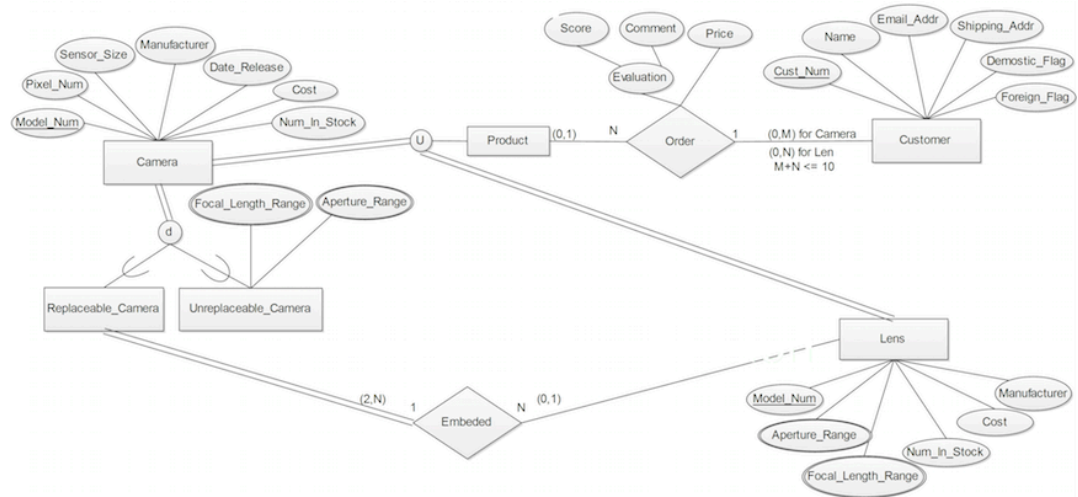 Score
Comment
Price
Evaluation
Email_Addr
Name
Shipping_Addr
Cust_Num
Demostic_Flag
Foreign_Flag
Manufacturer
Sensor_Size
Date_Release
Pixel_Num
Cost
Model_Num
Num_In_Stock
Camera
U
Product
(0,1)
N
Order
1
(0,M) for Camera
(0,N) for Len
M+N <= 10
Customer
Focal_Length_Range
Aperture_Range
d
Replaceable_Camera
Unreplaceable_Camera
Lens
(2,N)
1
Embeded
N
(0,1)
Model_Num
Manufacturer
Cost
Aperture_Range
Num_In_Stock
Focal_Length_Range